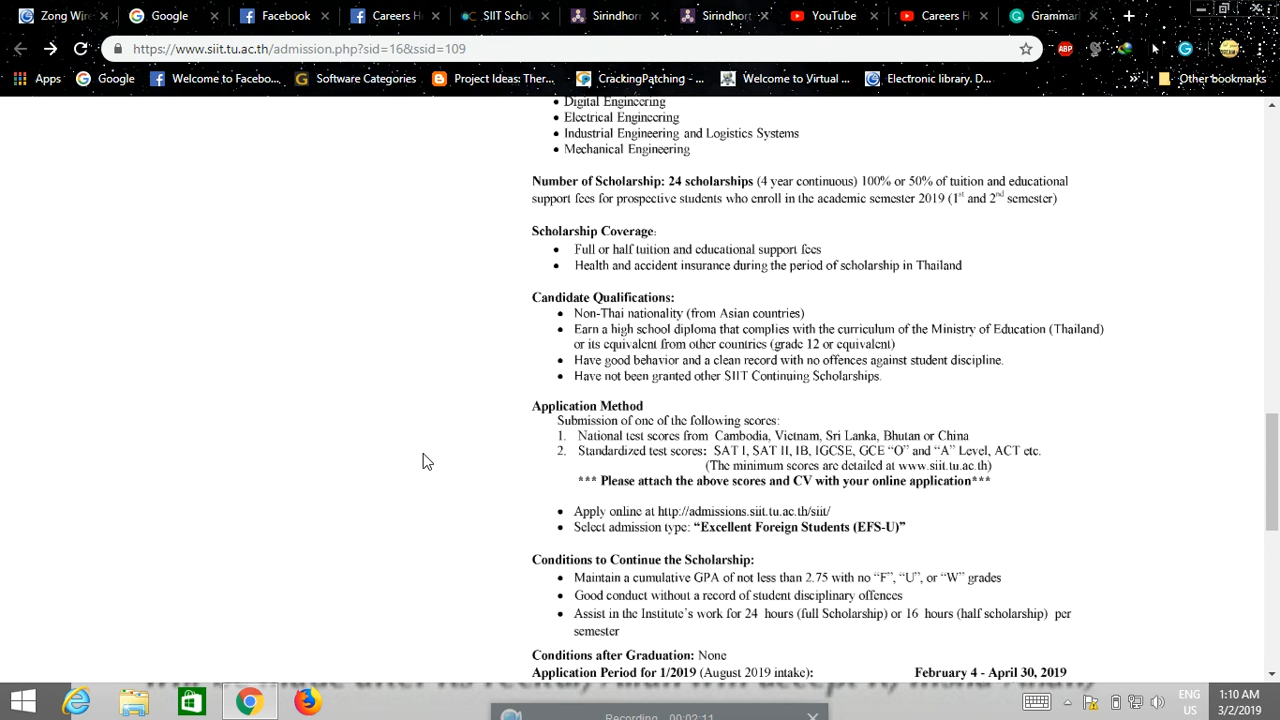 Zong Wi
Google
Facebook
Careers H
SIIT Schol
Sirindhorn
Sirindhorn
YouTube
Careers H
Grammar
https://www.siit.tu.ac.th/admission.php?sid=16&ssid=109
Apps
Google
Welcome to Facebo...
Software Categories
Project Ideas: Ther...
CrackingPatching - ...
Welcome to Virtual ...
Electronic library. D...
Other bookmarks
• Digital Engineering
• Electrical Engineering
• Industrial Engineering and Logistics Systems
• Mechanical Engineering
Number of Scholarship: 24 scholarships (4 year continuous) 100% or 50% of tuition and educational
support fees for prospective students who enroll in the academic semester 2019 (1st and 2nd semester)
Scholarship Coverage:
• Full or half tuition and educational support fees
• Health and accident insurance during the period of scholarship in Thailand
Candidate Qualifications:
• Non-Thai nationality (from Asian countries)
• Earn a high school diploma that complies with the curriculum of the Ministry of Education (Thailand)
or its equivalent from other countries (grade 12 or equivalent)
• Have good behavior and a clean record with no offences against student discipline.
• Have not been granted other SIIT Continuing Scholarships.
Application Method
Submission of one of the following scores:
1. National test scores from Cambodia, Vietnam, Sri Lanka, Bhutan or China
2. Standardized test scores: SAT I, SAT II, IB, IGCSE, GCE “O” and “A” Level, ACT etc.
(The minimum scores are detailed at www.siit.tu.ac.th)
*** Please attach the above scores and CV with your online application***
• Apply online at http://admissions.siit.tu.ac.th/siit/
• Select admission type: “Excellent Foreign Students (EFS-U)”
Conditions to Continue the Scholarship:
• Maintain a cumulative GPA of not less than 2.75 with no “F”, “U”, or “W” grades
• Good conduct without a record of student disciplinary offences
• Assist in the Institute’s work for 24 hours (full Scholarship) or 16 hours (half scholarship) per
semester
Conditions after Graduation: None
Application Period for 1/2019 (August 2019 intake): February 4 - April 30, 2019
Recording 00:02:11
ENG
US
1:10 AM
3/2/2019